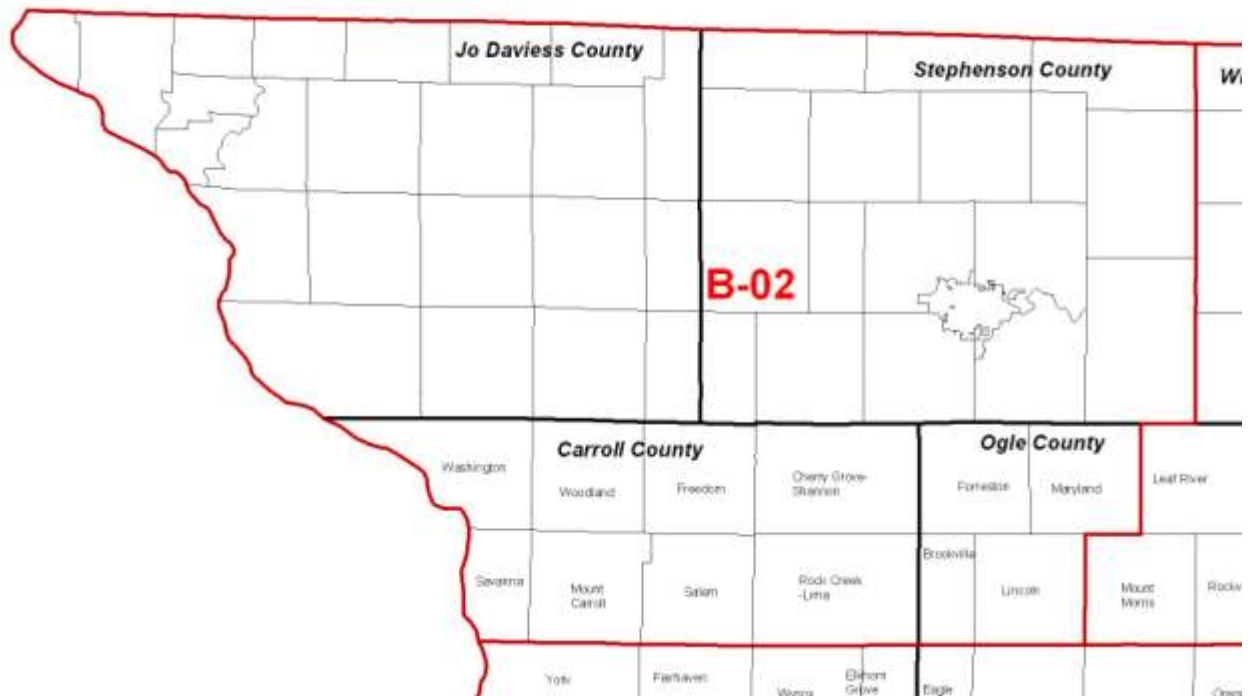 Jo Daviess County
Stephenson County
B-02
Carroll County
Ogle County
Washington
Woodland
Freedom
Cherry Grove-
Shannon
Forreston
Maryland
Leaf River
Savanna
Mount
Carroll
Salem
Rock Creek
-Lima
Brookville
Lincoln
Mount
Morris
York
Fairhaven
Elkhorn
Grove
Eagle